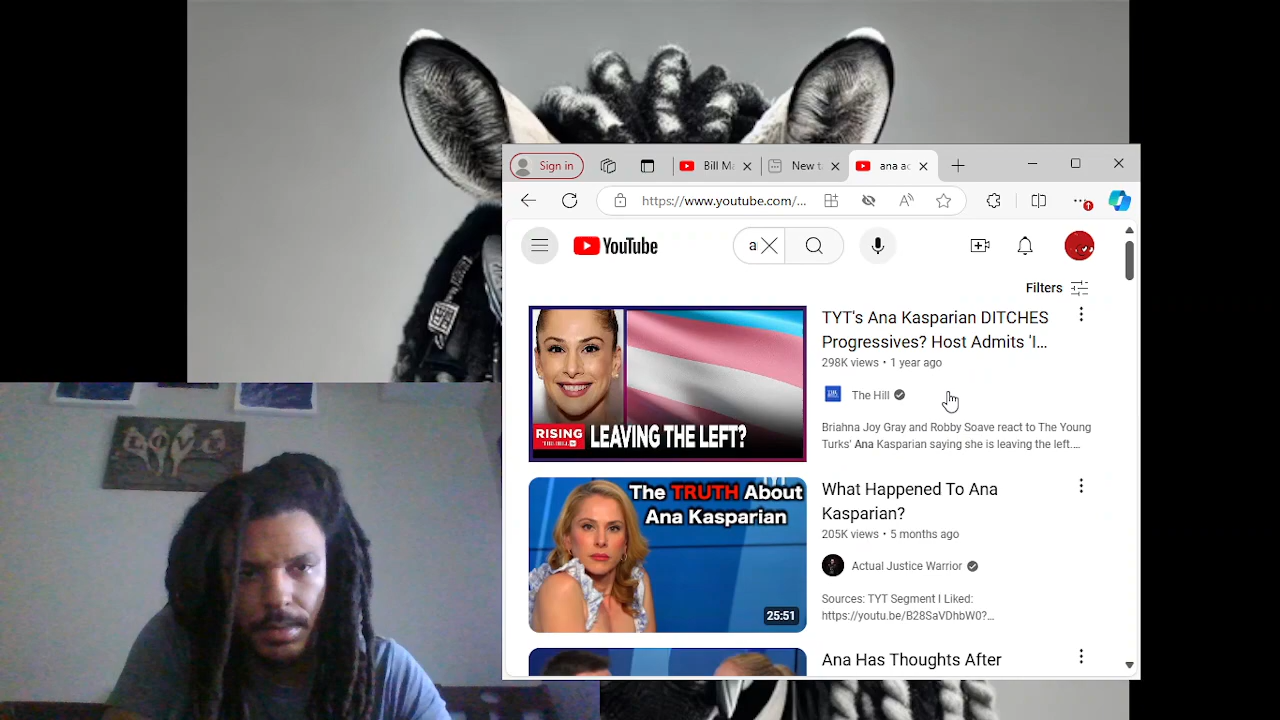 Sign in
Bill Ma
New t
ana ac
https://www.youtube.com/...
YouTube
a
Filters
TYT's Ana Kasparian DITCHES
Progressives? Host Admits 'I...
298K views • 1 year ago
The Hill
Briahna Joy Gray and Robby Soave react to The Young
Turks' Ana Kasparian saying she is leaving the left....
RISING
LEAVING THE LEFT?
The TRUTH About
Ana Kasparian
25:51
What Happened To Ana
Kasparian?
205K views • 5 months ago
Actual Justice Warrior
Sources: TYT Segment I Liked:
https://youtu.be/B28SaVDhbW0?...
Ana Has Thoughts After
LOVE